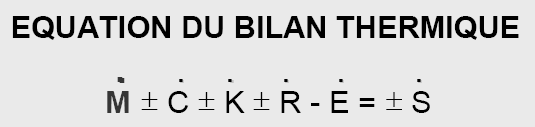 EQUATION DU BILAN THERMIQUE
Ṁ ± Ċ ± K̇ ± Ṙ - Ė = ± Ṡ